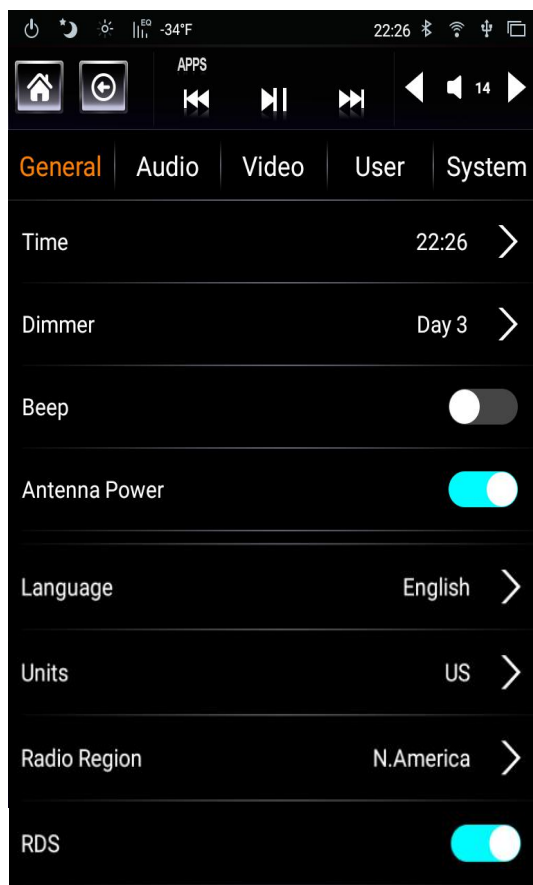 EQ -34°F 22:26
APPS
14
General Audio Video User System
Time 22:26
Dimmer Day 3
Beep
Antenna Power
Language English
Units US
Radio Region N.America
RDS